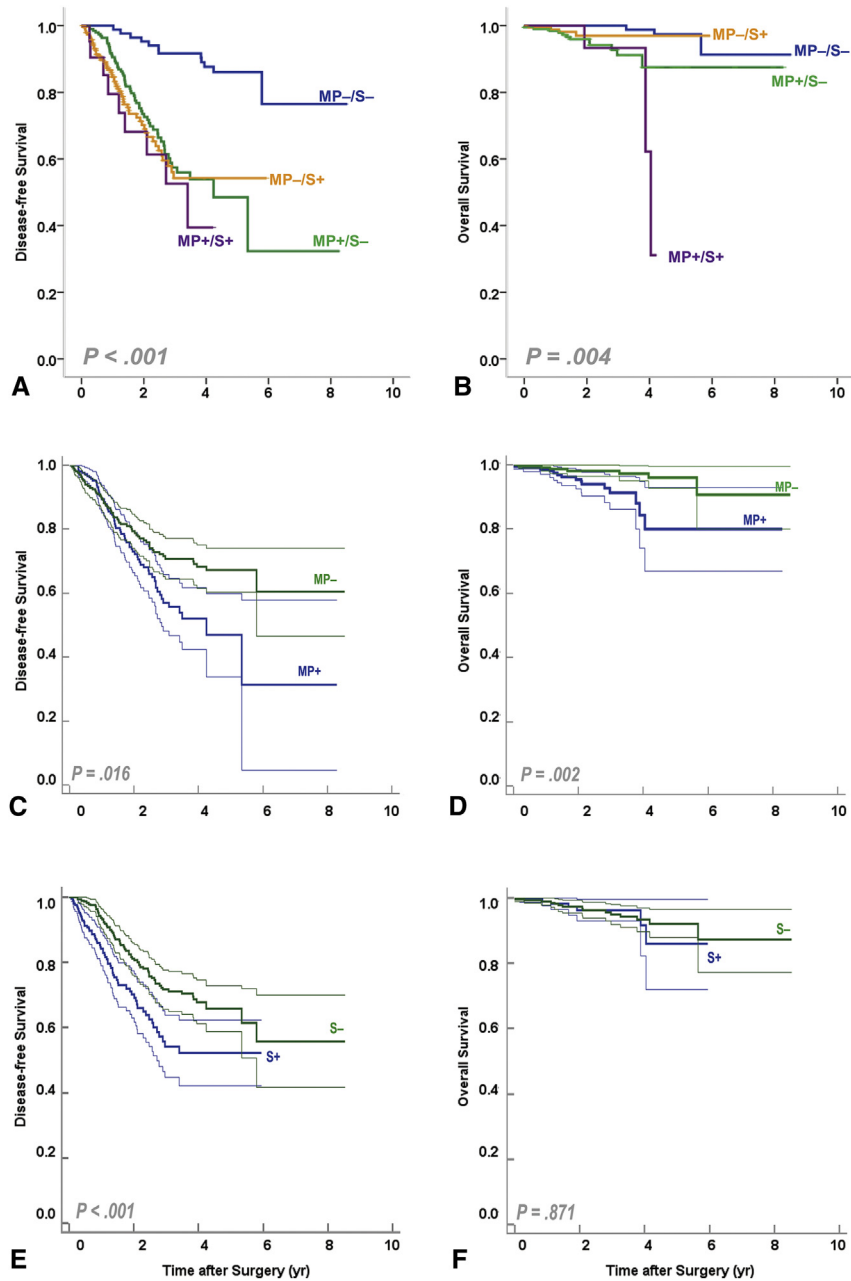 1.0
0.8
0.6
0.4
0.2
0.0
Disease-free Survival
MP–/S–
MP–/S+
MP+/S+
MP+/S–
P < .001
0 2 4 6 8 10
A
1.0
0.8
0.6
0.4
0.2
0.0
Overall Survival
MP–/S+
MP–/S–
MP+/S–
MP+/S+
P = .004
0 2 4 6 8 10
B
1.0
0.8
0.6
0.4
0.2
0.0
Disease-free Survival
MP–
MP+
P = .016
0 2 4 6 8 10
C
1.0
0.8
0.6
0.4
0.2
0.0
Overall Survival
MP–
MP+
P = .002
0 2 4 6 8 10
D
1.0
0.8
0.6
0.4
0.2
0.0
Disease-free Survival
S–
S+
P < .001
0 2 4 6 8 10
E
Time after Surgery (yr)
1.0
0.8
0.6
0.4
0.2
0.0
Overall Survival
S–
S+
P = .871
0 2 4 6 8 10
F
Time after Surgery (yr)